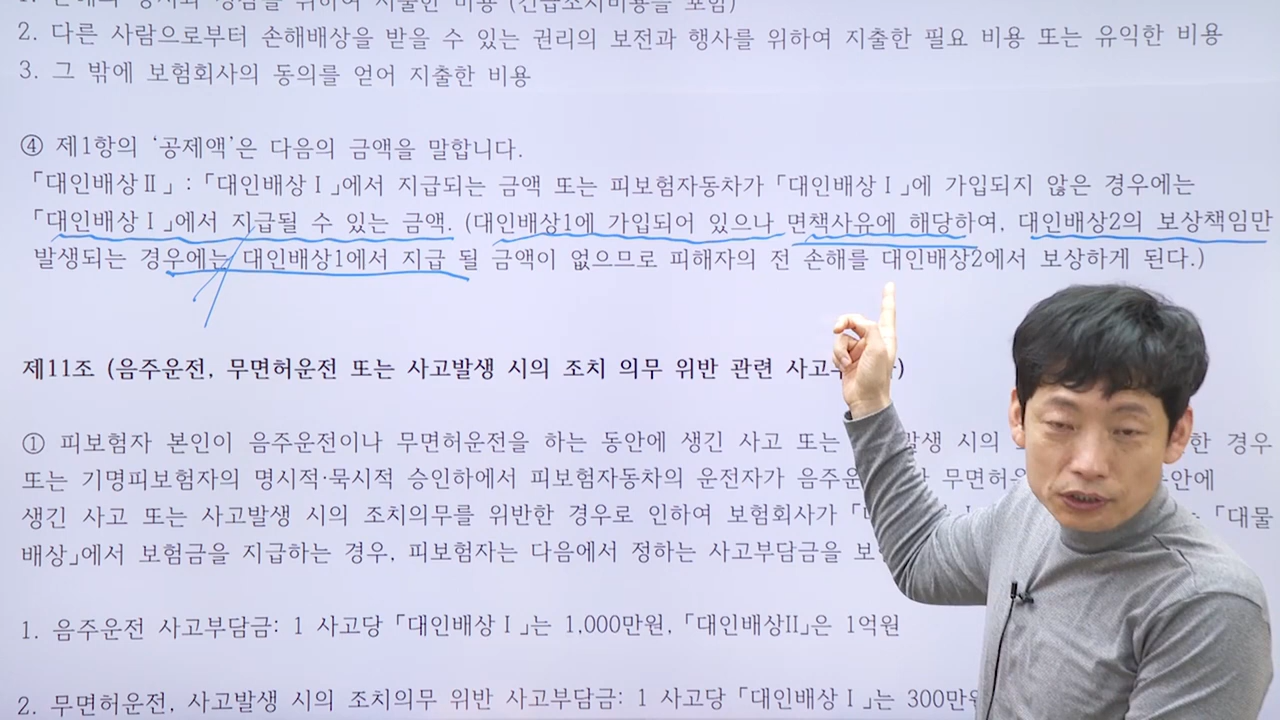 비용 (긴급조치비용을 포함)
2. 다른 사람으로부터 손해배상을 받을 수 있는 권리의 보전과 행사를 위하여 지출한 필요 비용 또는 유익한 비용
3. 그 밖에 보험회사의 동의를 얻어 지출한 비용
④ 제1항의 ‘공제액’은 다음의 금액을 말합니다.
「대인배상Ⅱ」 : 「대인배상Ⅰ」에서 지급되는 금액 또는 피보험자동차가 「대인배상Ⅰ」에 가입되지 않은 경우에는
「대인배상Ⅰ」에서 지급될 수 있는 금액. (대인배상1에 가입되어 있으나 면책사유에 해당하여, 대인배상2의 보상책임만
발생되는 경우에는 대인배상1에서 지급 될 금액이 없으므로 피해자의 전 손해를 대인배상2에서 보상하게 된다.)
제11조 (음주운전, 무면허운전 또는 사고발생 시의 조치 의무 위반 관련
① 피보험자 본인이 음주운전이나 무면허운전을 하는 동안에 생긴 사고 또는 시의 경우
또는 기명피보험자의 명시적·묵시적 승인하에서 피보험자동차의 운전자가
생긴 사고 또는 사고발생 시의 조치의무를 위반한 경우로 인하여 보험회사가 「대물
배상」에서 보험금을 지급하는 경우, 피보험자는 다음에서 정하는 사고부담금을
1. 음주운전 사고부담금: 1 사고당 「대인배상Ⅰ」는 1,000만원, 「대인배상II」은 1억원
2. 무면허운전, 사고발생 시의 조치의무 위반 사고부담금: 1 사고당 「대인배상Ⅰ」는 300만원